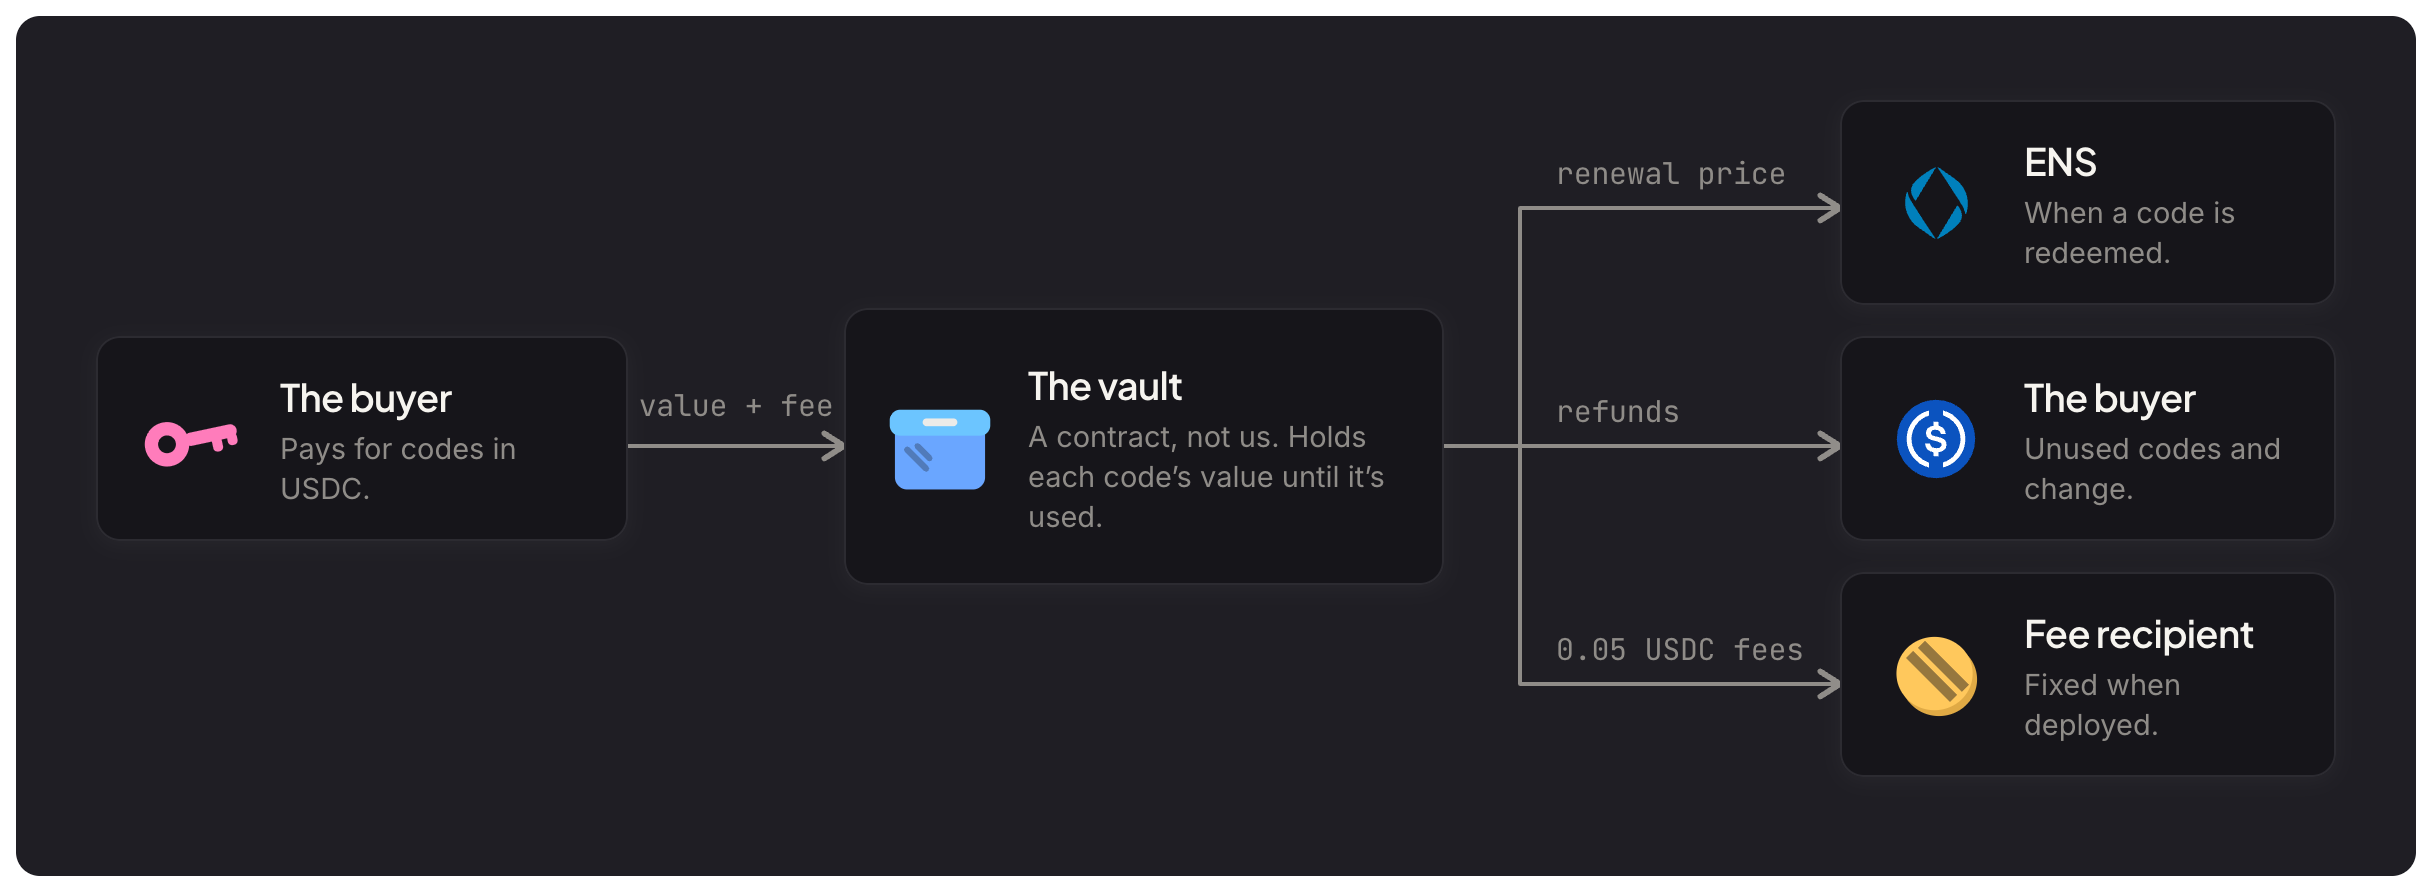 The buyer
Pays for codes in
USDC.
value + fee
The vault
A contract, not us. Holds
each code’s value until it’s
used.
renewal price
ENS
When a code is
redeemed.
refunds
The buyer
Unused codes and
change.
0.05 USDC fees
Fee recipient
Fixed when
deployed.